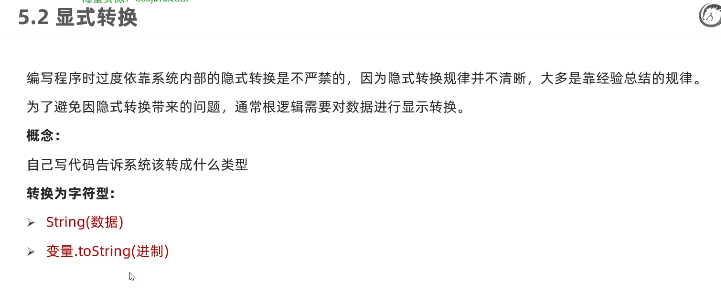 5.2 显式转换
编写程序时过度依靠系统内部的隐式转换是不严禁的，因为隐式转换规律并不清晰，大多是靠经验总结的规律。
为了避免因隐式转换带来的问题，通常根逻辑需要对数据进行显示转换。
概念：
自己写代码告诉系统该转成什么类型
转换为字符型：
➢ String(数据)
➢ 变量.toString(进制)